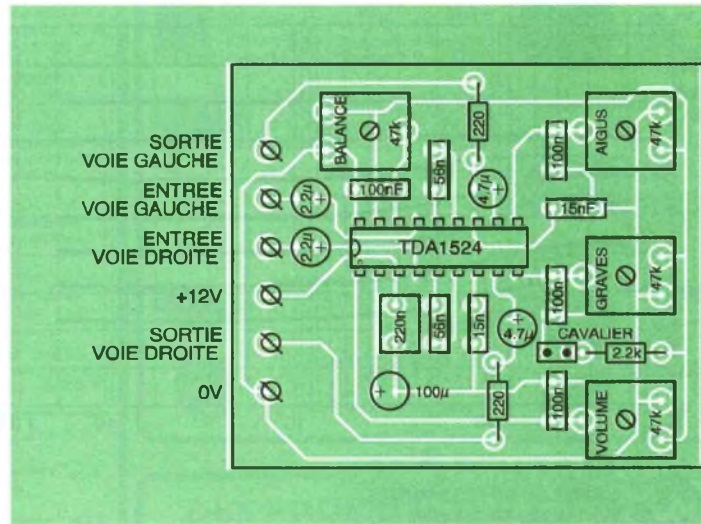 SORTIE
VOIE GAUCHE
ENTREE
VOIE GAUCHE
ENTREE
VOIE DROITE
+12V
SORTIE
VOIE DROITE
0V
BALANCE
47k
220
100n
AIGUS
47k
56n
4.7µ
100nF
2.2µ
15nF
2.2µ
TDA1524
GRAVES
47k
100n
220n
56n
15n
4.7µ
CAVALIER
2.2k
100µ
220
100n
VOLUME
47k